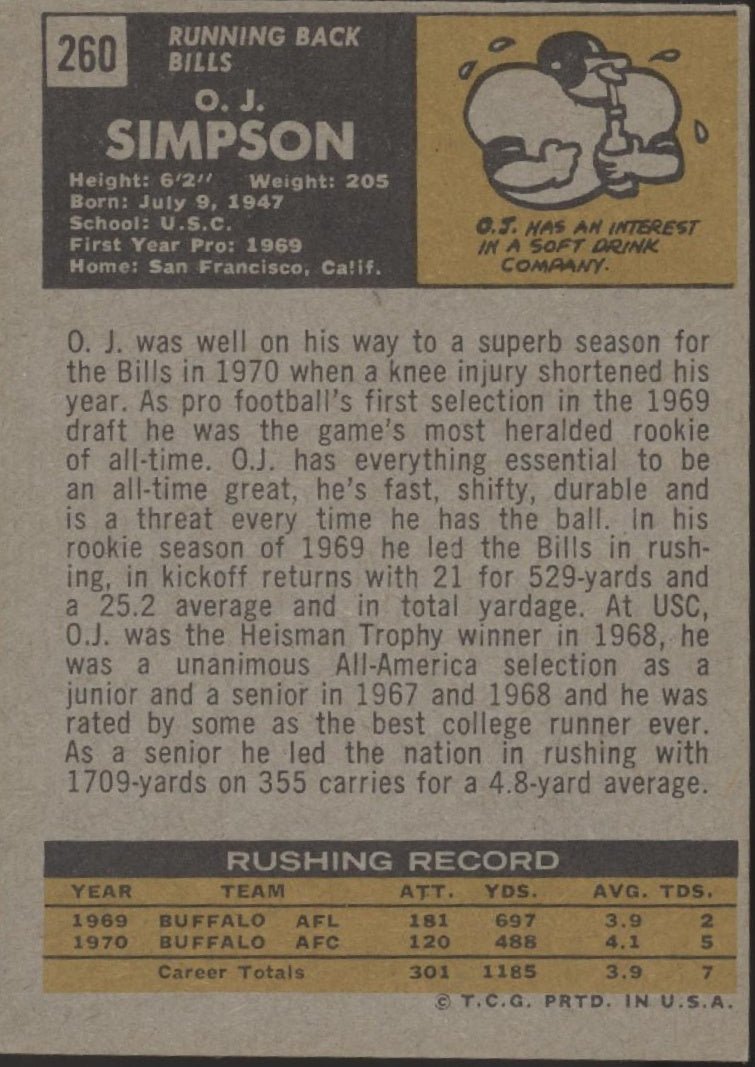 260
RUNNING BACK
BILLS
O. J.
SIMPSON
Height: 6'2" Weight: 205
Born: July 9, 1947
School: U.S.C.
First Year Pro: 1969
Home: San Francisco, Calif.
O.J. HAS AN INTEREST
IN A SOFT DRINK
COMPANY.
O. J. was well on his way to a superb season for
the Bills in 1970 when a knee injury shortened his
year. As pro football's first selection in the 1969
draft he was the game's most heralded rookie
of all-time. O.J. has everything essential to be
an all-time great, he's fast, shifty, durable and
is a threat every time he has the ball. In his
rookie season of 1969 he led the Bills in rush-
ing, in kickoff returns with 21 for 529-yards and
a 25.2 average and in total yardage. At USC,
O.J. was the Heisman Trophy winner in 1968, he
was a unanimous All-America selection as a
junior and a senior in 1967 and 1968 and he was
rated by some as the best college runner ever.
As a senior he led the nation in rushing with
1709-yards on 355 carries for a 4.8-yard average.
RUSHING RECORD
YEAR TEAM ATT. YDS. AVG. TDS.
1969 BUFFALO AFL 181 697 3.9 2
1970 BUFFALO AFC 120 488 4.1 5
Career Totals 301 1185 3.9 7
© T.C.G. PRTD. IN U.S.A.